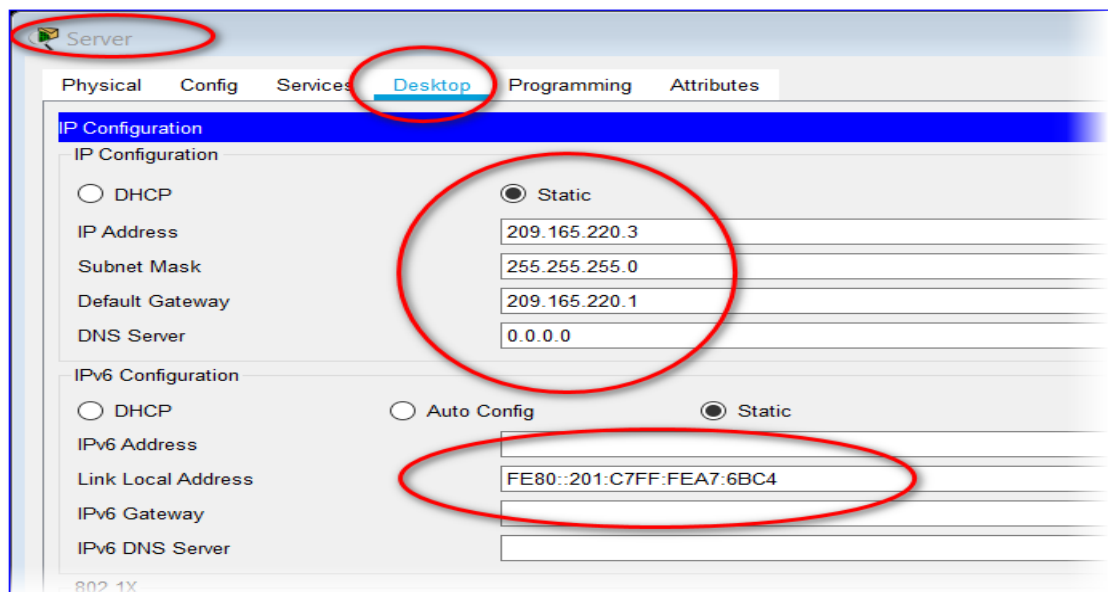 Server
Physical Config Services Desktop Programming Attributes
IP Configuration
IP Configuration
DHCP Static
IP Address 209.165.220.3
Subnet Mask 255.255.255.0
Default Gateway 209.165.220.1
DNS Server 0.0.0.0
IPv6 Configuration
DHCP Auto Config Static
IPv6 Address
Link Local Address FE80::201:C7FF:FEA7:6BC4
IPv6 Gateway
IPv6 DNS Server
802.1X